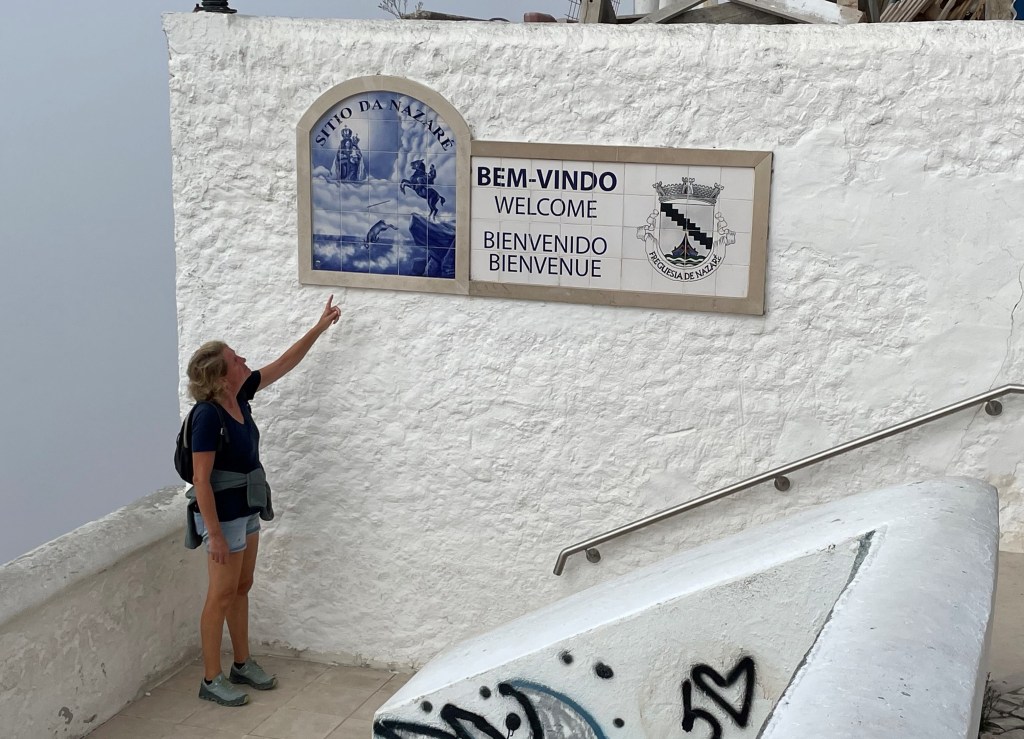 SITIO DA NAZARÉ
BEM-VINDO
WELCOME
BIENVENIDO
BIENVENUE
FREGUESIA DE NAZARÉ